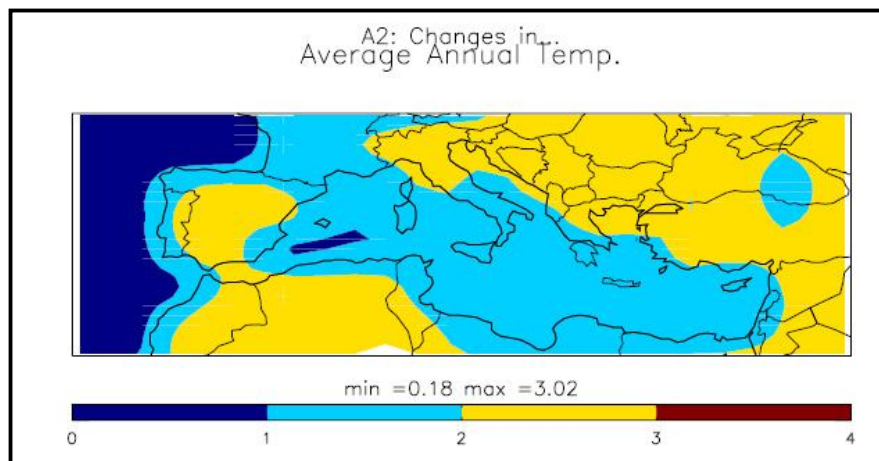 A2: Changes in...
Average Annual Temp.
min =0.18 max =3.02
0 1 2 3 4